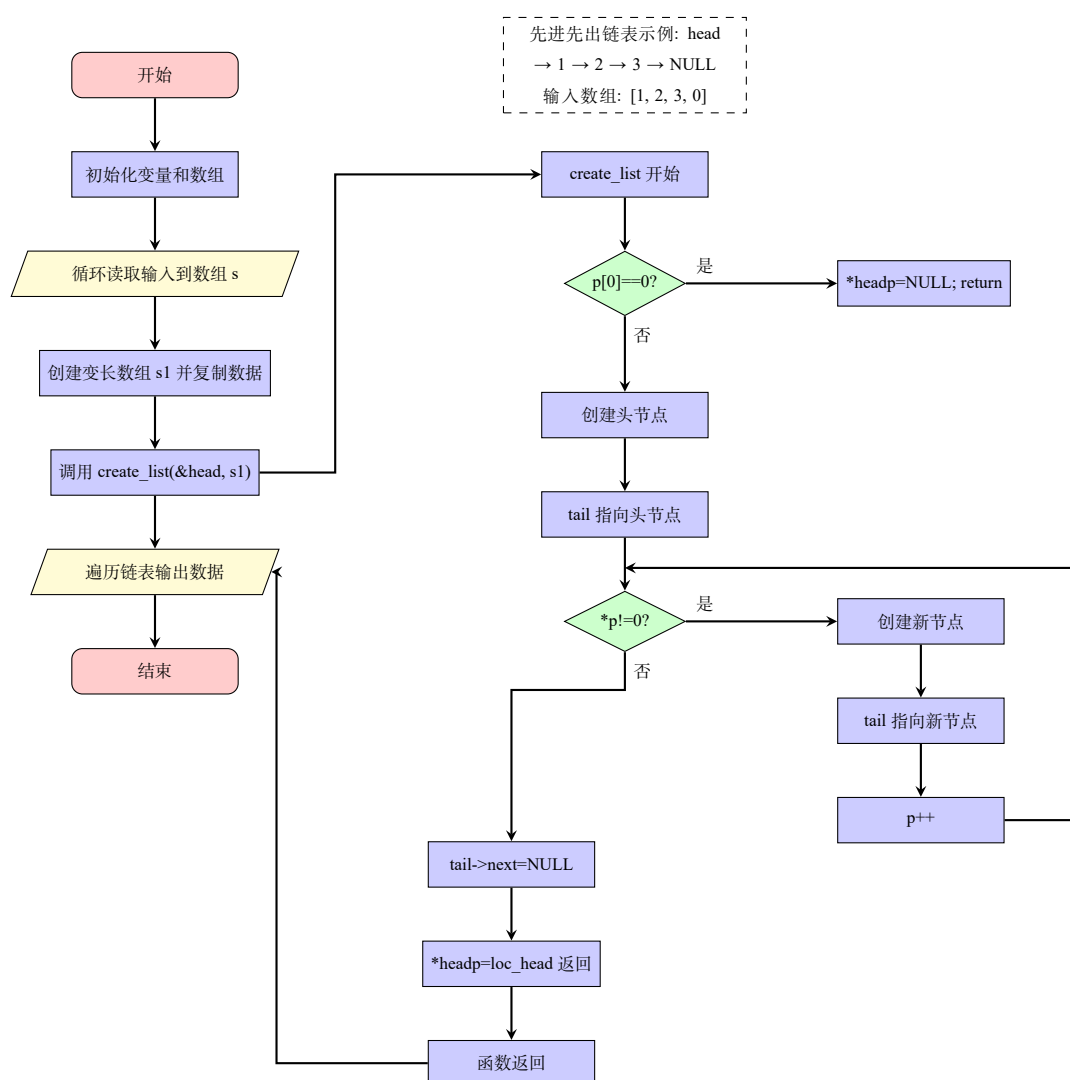 先进先出链表示例: head
→ 1 → 2 → 3 → NULL
输入数组: [1, 2, 3, 0]
开始
初始化变量和数组
循环读取输入到数组 s
创建变长数组 s1 并复制数据
调用 create_list(&head, s1)
遍历链表输出数据
结束
create_list 开始
p[0]==0?
是
*headp=NULL; return
否
创建头节点
tail 指向头节点
*p!=0?
是
创建新节点
否
tail 指向新节点
p++
tail->next=NULL
*headp=loc_head 返回
函数返回